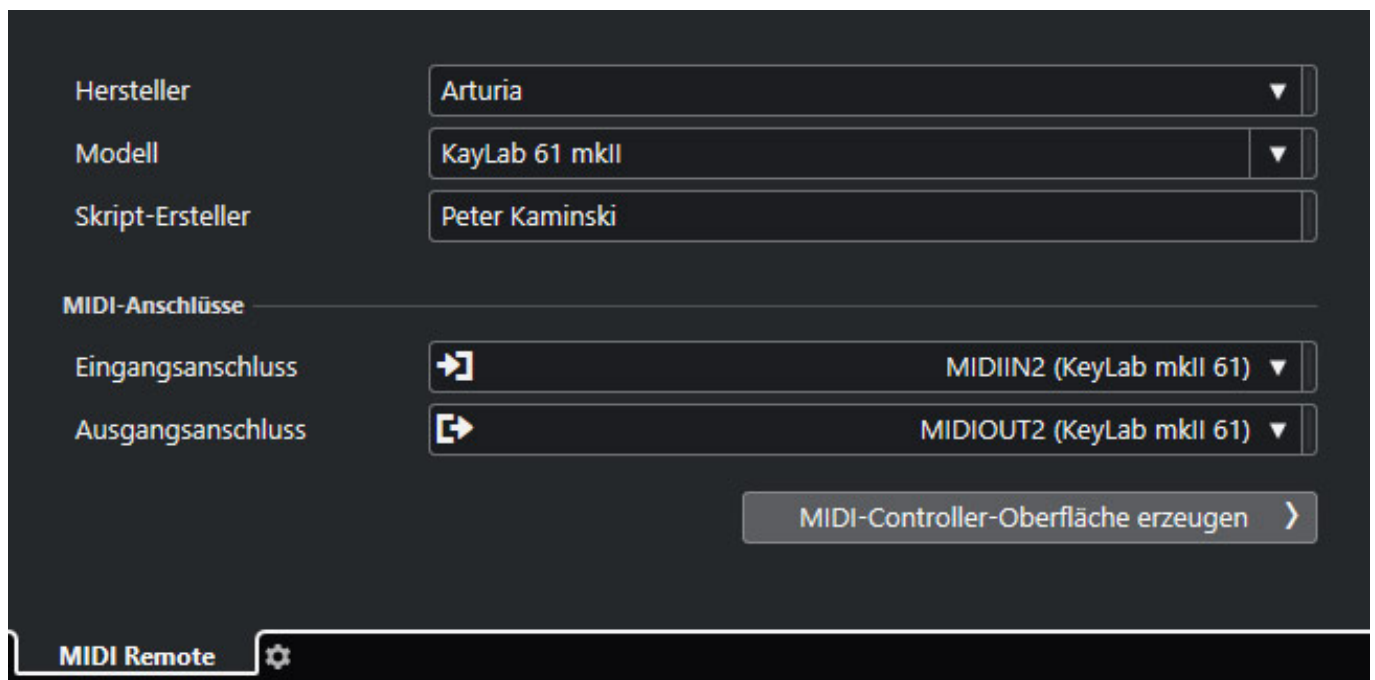 Hersteller Arturia
Modell KayLab 61 mkII
Skript-Ersteller Peter Kaminski
MIDI-Anschlüsse
Eingangsanschluss MIDIIN2 (KeyLab mkII 61)
Ausgangsanschluss MIDIOUT2 (KeyLab mkII 61)
MIDI-Controller-Oberfläche erzeugen
MIDI Remote